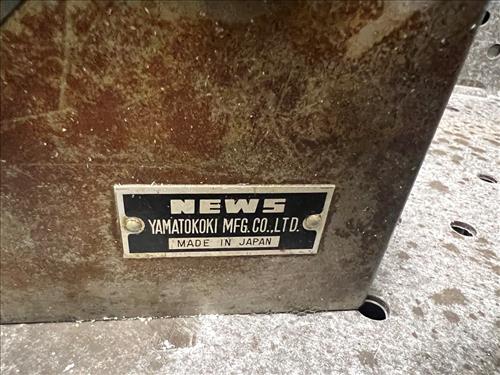 NEWS
YAMATOKOKI MFG.CO.,LTD.
MADE IN JAPAN